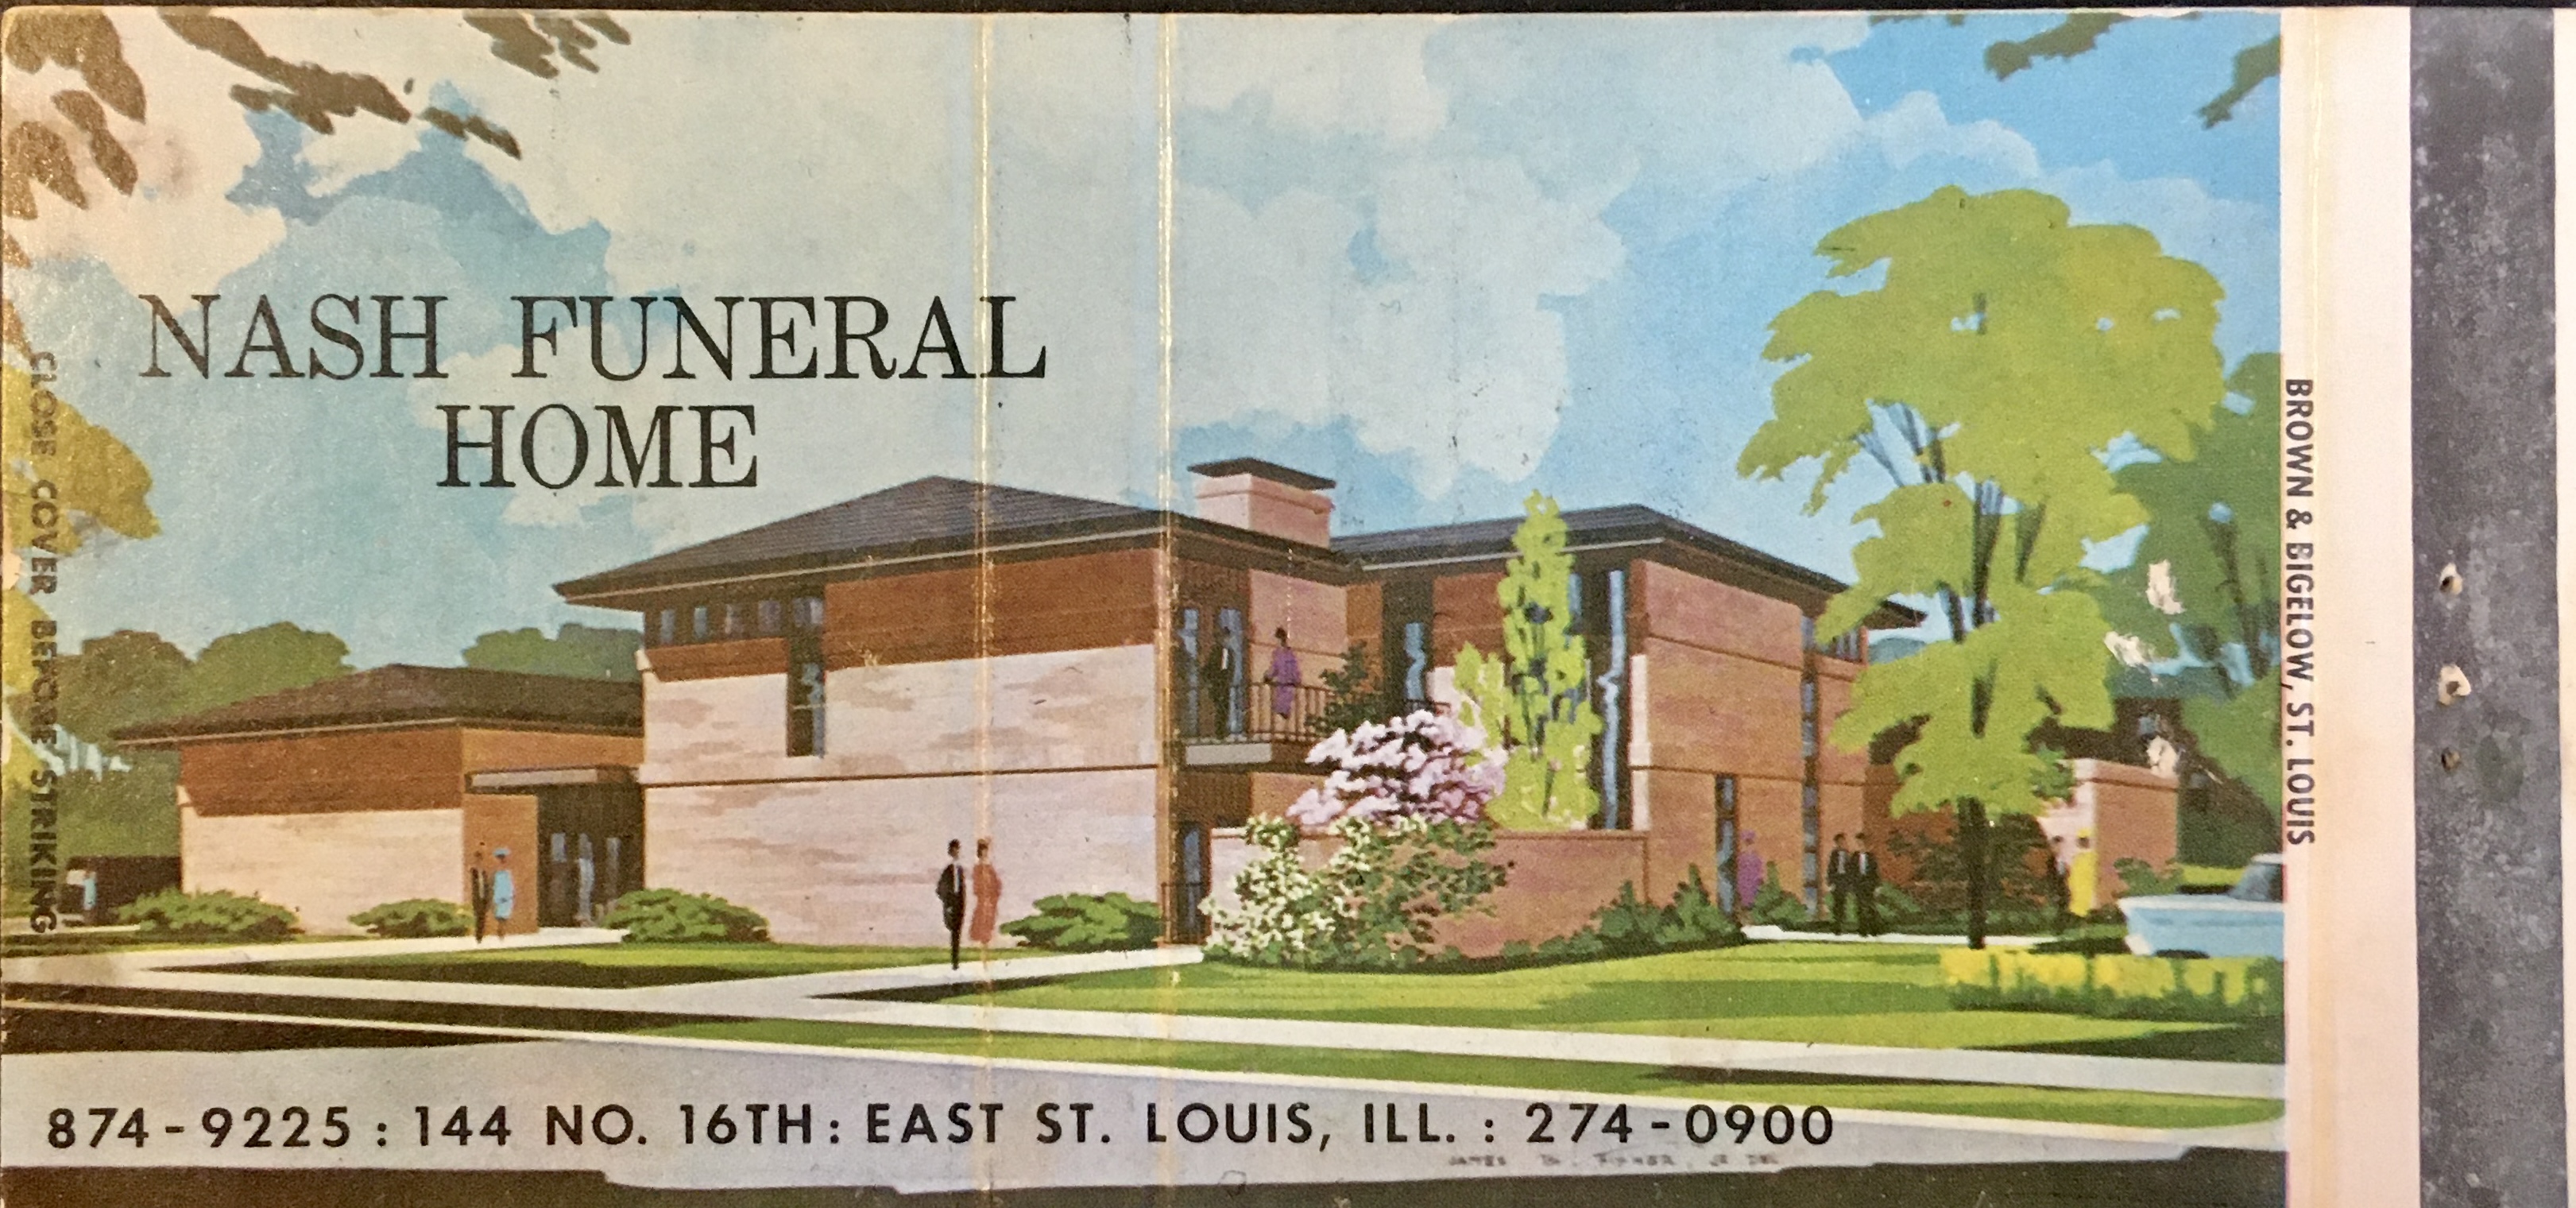 NASH FUNERAL
HOME
CLOSE COVER BEFORE STRIKING
BROWN & BIGELOW, ST. LOUIS
874-9225 : 144 NO. 16TH: EAST ST. LOUIS, ILL. : 274-0900
JAMES